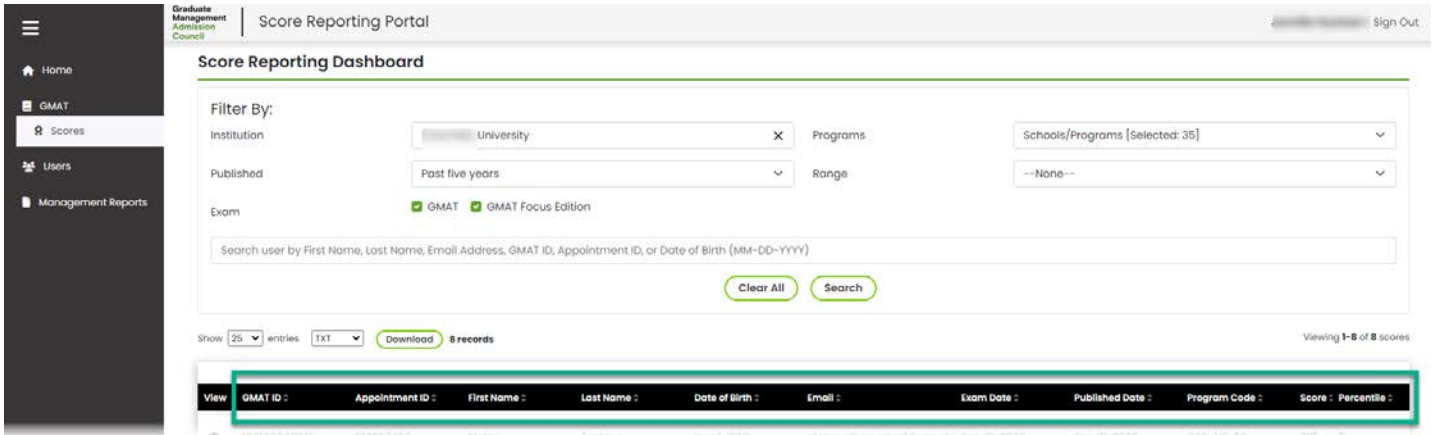 Graduate
Management
Admission
Council
Score Reporting Portal
Sign Out
Home
GMAT
Scores
Users
Management Reports
Score Reporting Dashboard
Filter By:
Institution University Programs Schools/Programs [Selected: 35]
Published Past five years Range --None--
Exam GMAT GMAT Focus Edition
Search user by First Name, Last Name, Email Address, GMAT ID, Appointment ID, or Date of Birth (MM-DD-YYYY)
Clear All Search
Show 25 entries TXT Download 8 records Viewing 1-8 of 8 scores
View GMAT ID Appointment ID First Name Last Name Date of Birth Email Exam Date Published Date Program Code Score Percentile